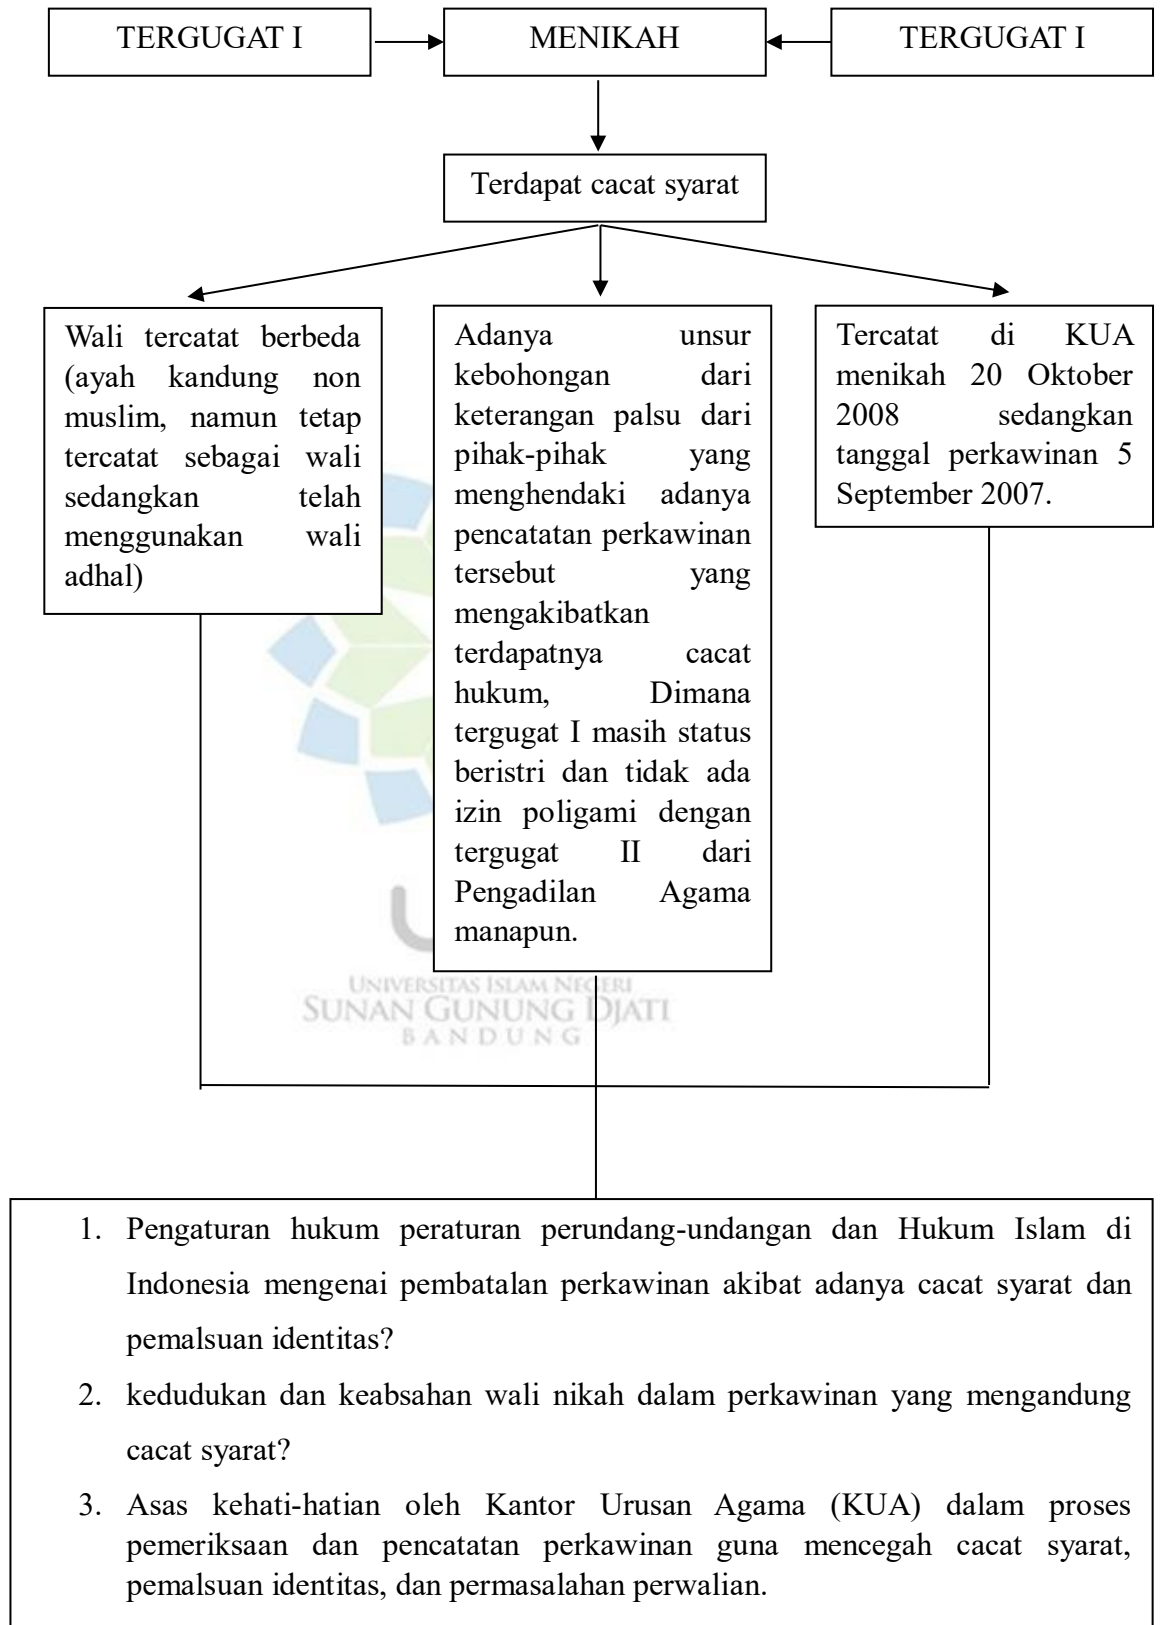 TERGUGAT I
MENIKAH
TERGUGAT I
Terdapat cacat syarat
Wali tercatat berbeda
(ayah kandung non
muslim, namun tetap
tercatat sebagai wali
sedangkan telah
menggunakan wali
adhal)
Adanya unsur
kebohongan dari
keterangan palsu dari
pihak-pihak yang
menghendaki adanya
pencatatan perkawinan
tersebut yang
mengakibatkan
terdapatnya cacat
hukum, Dimana
tergugat I masih status
beristri dan tidak ada
izin poligami dengan
tergugat II dari
Pengadilan Agama
manapun.
Tercatat di KUA
menikah 20 Oktober
2008 sedangkan
tanggal perkawinan 5
September 2007.
UNIVERSITAS ISLAM NEGERI
SUNAN GUNUNG DJATI
BANDUNG
1. Pengaturan hukum peraturan perundang-undangan dan Hukum Islam di
Indonesia mengenai pembatalan perkawinan akibat adanya cacat syarat dan
pemalsuan identitas?
2. kedudukan dan keabsahan wali nikah dalam perkawinan yang mengandung
cacat syarat?
3. Asas kehati-hatian oleh Kantor Urusan Agama (KUA) dalam proses
pemeriksaan dan pencatatan perkawinan guna mencegah cacat syarat,
pemalsuan identitas, dan permasalahan perwalian.